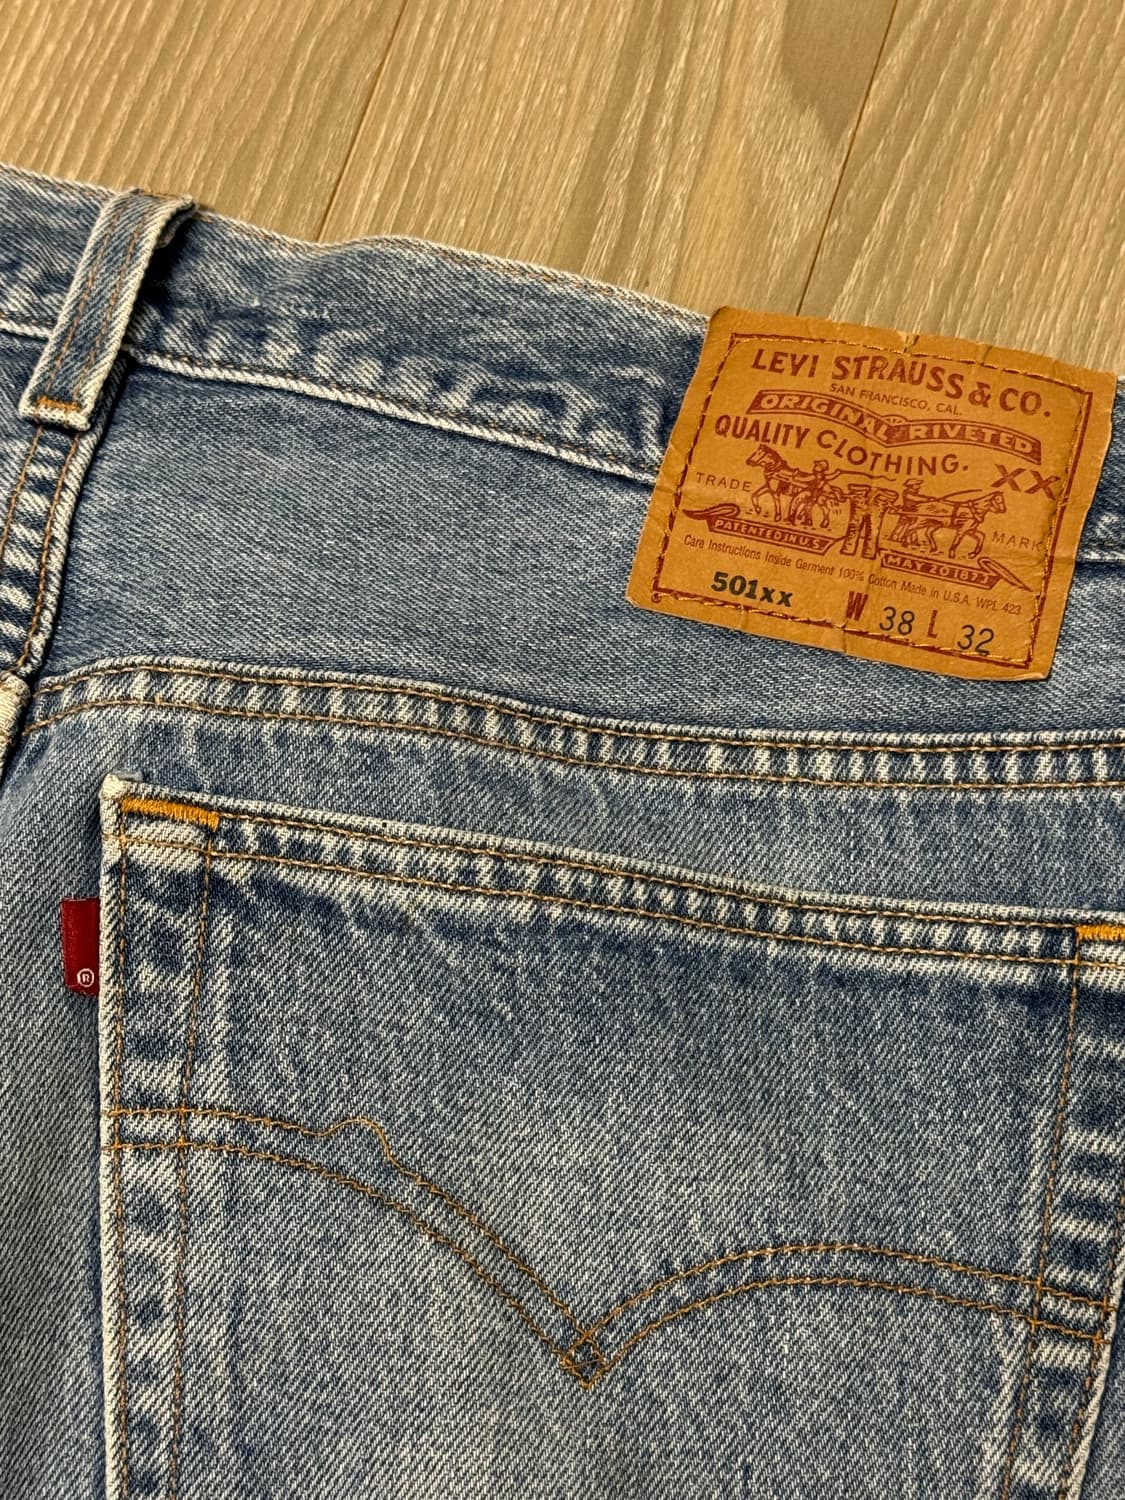 LEVI STRAUSS & CO.
SAN FRANCISCO, CAL.
ORIGINAL RIVETED
QUALITY CLOTHING.
XX
TRADE MARK
PATENTED IN U.S. MAY 20 1873
Care Instructions Inside Garment 100% Cotton Made in U.S.A. WPL 423
501xx W 38 L 32
®